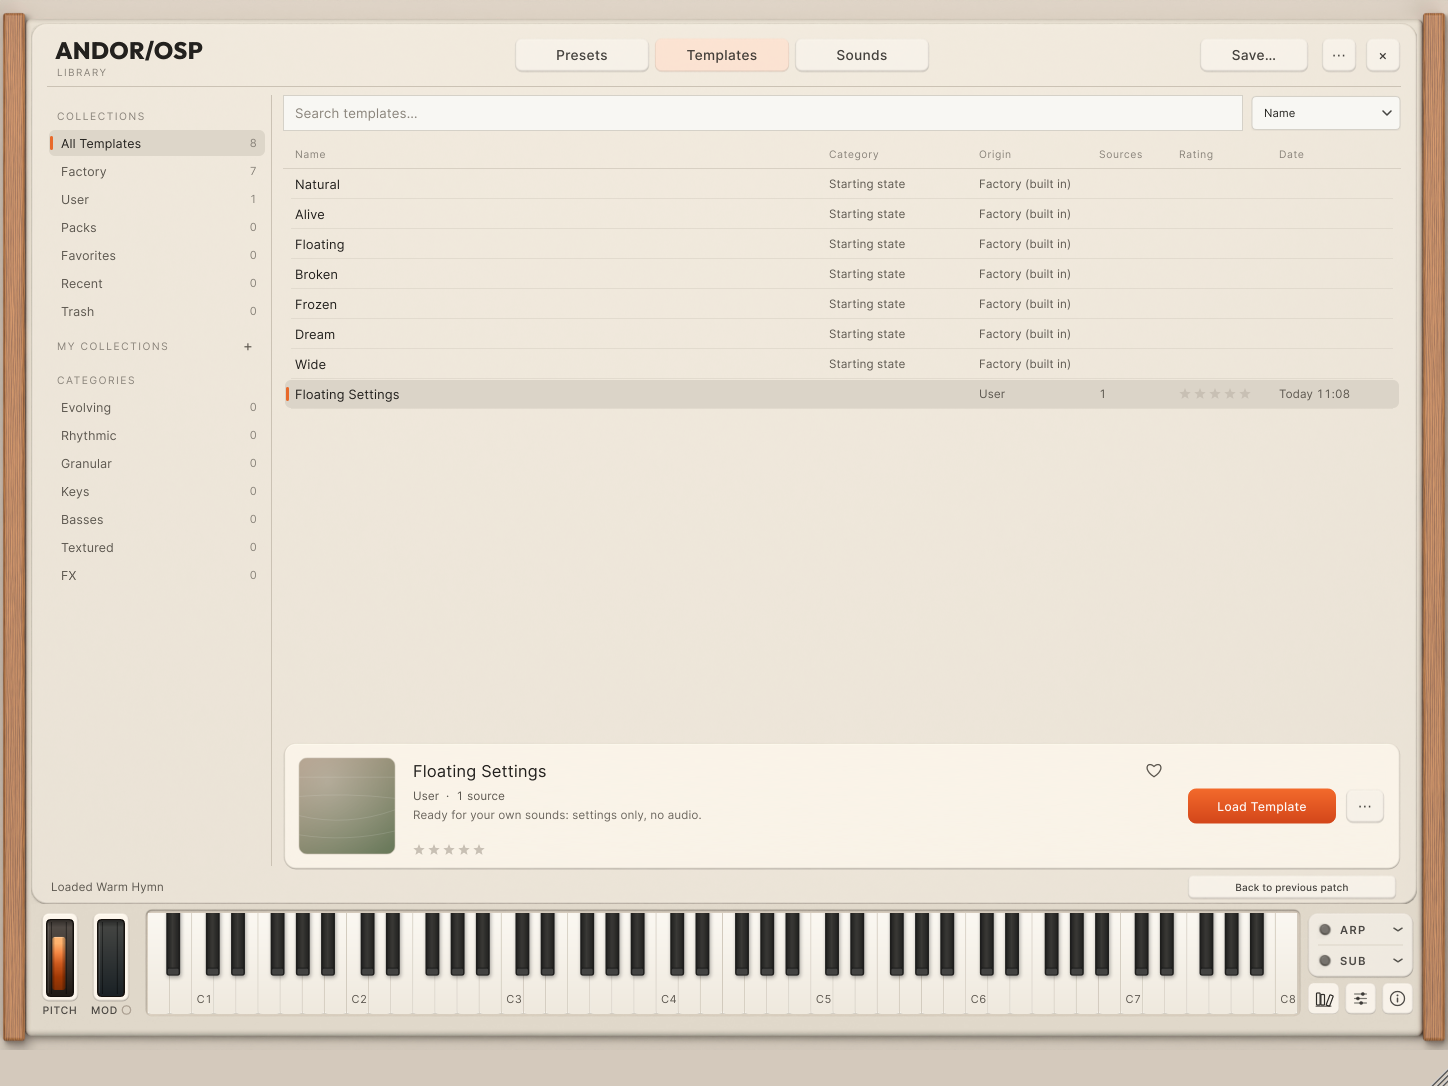 ANDOR/OSP
LIBRARY
Presets
Templates
Sounds
Save...
...
×
COLLECTIONS
All Templates 8
Factory 7
User 1
Packs 0
Favorites 0
Recent 0
Trash 0
MY COLLECTIONS +
CATEGORIES
Evolving 0
Rhythmic 0
Granular 0
Keys 0
Basses 0
Textured 0
FX 0
Search templates...
Name
Name Category Origin Sources Rating Date
Natural Starting state Factory (built in)
Alive Starting state Factory (built in)
Floating Starting state Factory (built in)
Broken Starting state Factory (built in)
Frozen Starting state Factory (built in)
Dream Starting state Factory (built in)
Wide Starting state Factory (built in)
Floating Settings User 1 ★★★★★ Today 11:08
Floating Settings
User · 1 source
Ready for your own sounds: settings only, no audio.
★★★★★
Load Template
...
Loaded Warm Hymn
Back to previous patch
PITCH
MOD
C1 C2 C3 C4 C5 C6 C7 C8
ARP
SUB